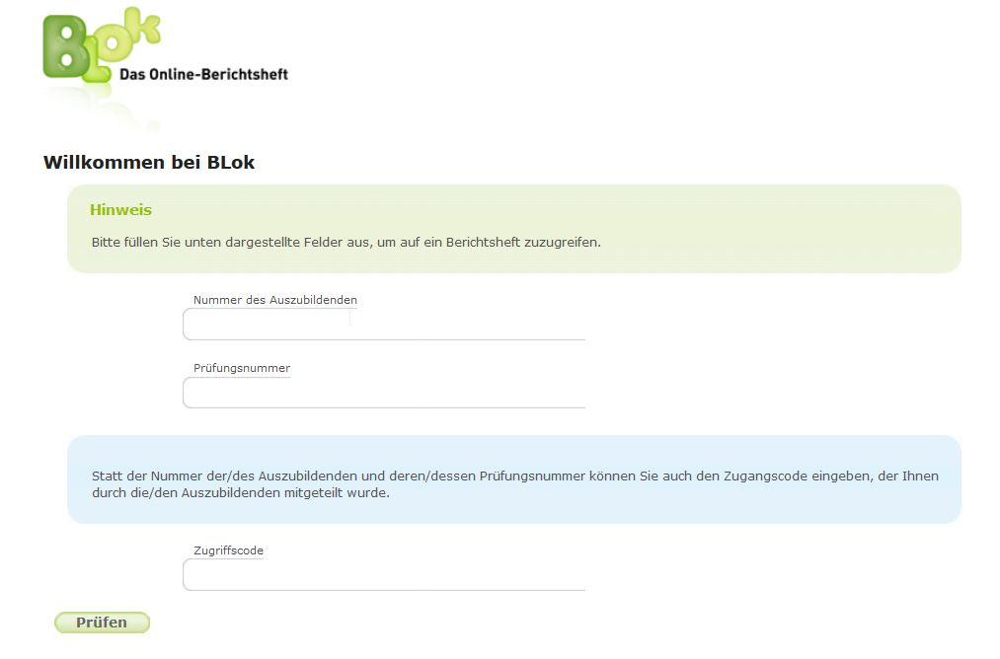 BLok
Das Online-Berichtsheft
Willkommen bei BLok
Hinweis
Bitte füllen Sie unten dargestellte Felder aus, um auf ein Berichtsheft zuzugreifen.
Nummer des Auszubildenden
Prüfungsnummer
Statt der Nummer der/des Auszubildenden und deren/dessen Prüfungsnummer können Sie auch den Zugangscode eingeben, der Ihnen
durch die/den Auszubildenden mitgeteilt wurde.
Zugriffscode
Prüfen